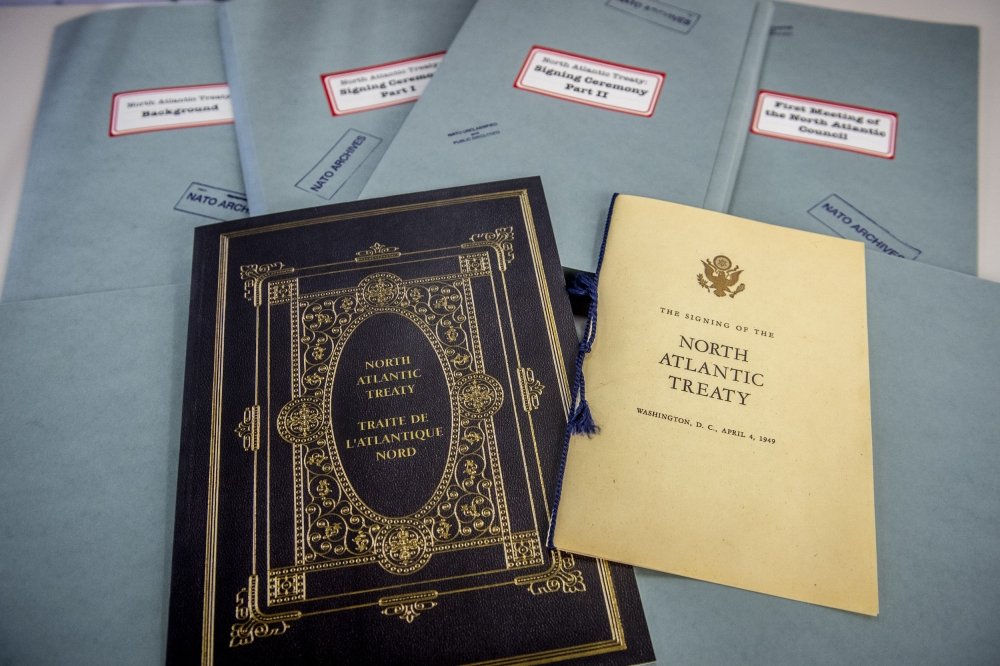 North Atlantic Treaty
Background
NATO ARCH
North Atlantic Treaty
Signing Ceremony
Part I
NATO ARCHIVES
North Atlantic Treaty:
Signing Ceremony
Part II
NATO ARCHIVES
NATO UNCLASSIFIED
and
PUBLIC DISCLOSED
First Meeting of
the North Atlantic
Council
NATO ARCHIVES
NORTH
ATLANTIC
TREATY
TRAITE DE
L'ATLANTIQUE
NORD
THE SIGNING OF THE
NORTH
ATLANTIC
TREATY
WASHINGTON, D. C., APRIL 4, 1949